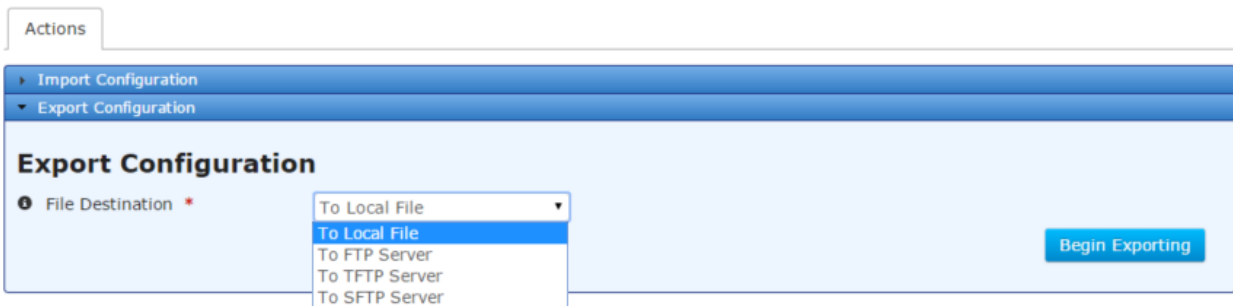 Actions
Import Configuration
Export Configuration
Export Configuration
File Destination *
To Local File
To Local File
To FTP Server
Begin Exporting
To TFTP Server
To SFTP Server